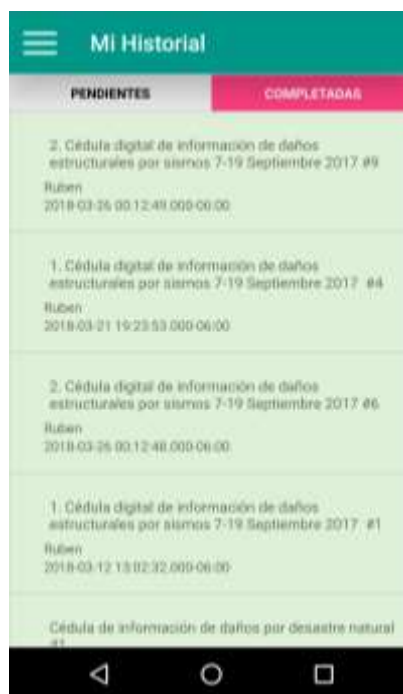 Mi Historial
PENDIENTES
COMPLETADAS
2. Cédula digital de información de daños
estructurales por sismos 7-19 Septiembre 2017 #9
Ruben
2018-03-26 00:12:49.000-06:00
1. Cédula digital de información de daños
estructurales por sismos 7-19 Septiembre 2017 #4
Ruben
2018-03-21 19:23:53.000-06:00
2. Cédula digital de información de daños
estructurales por sismos 7-19 Septiembre 2017 #6
Ruben
2018-03-26 00:12:48.000-06:00
1. Cédula digital de información de daños
estructurales por sismos 7-19 Septiembre 2017 #1
Ruben
2018-03-12 13:02:32.000-06:00
Cédula de información de daños por desastre natural